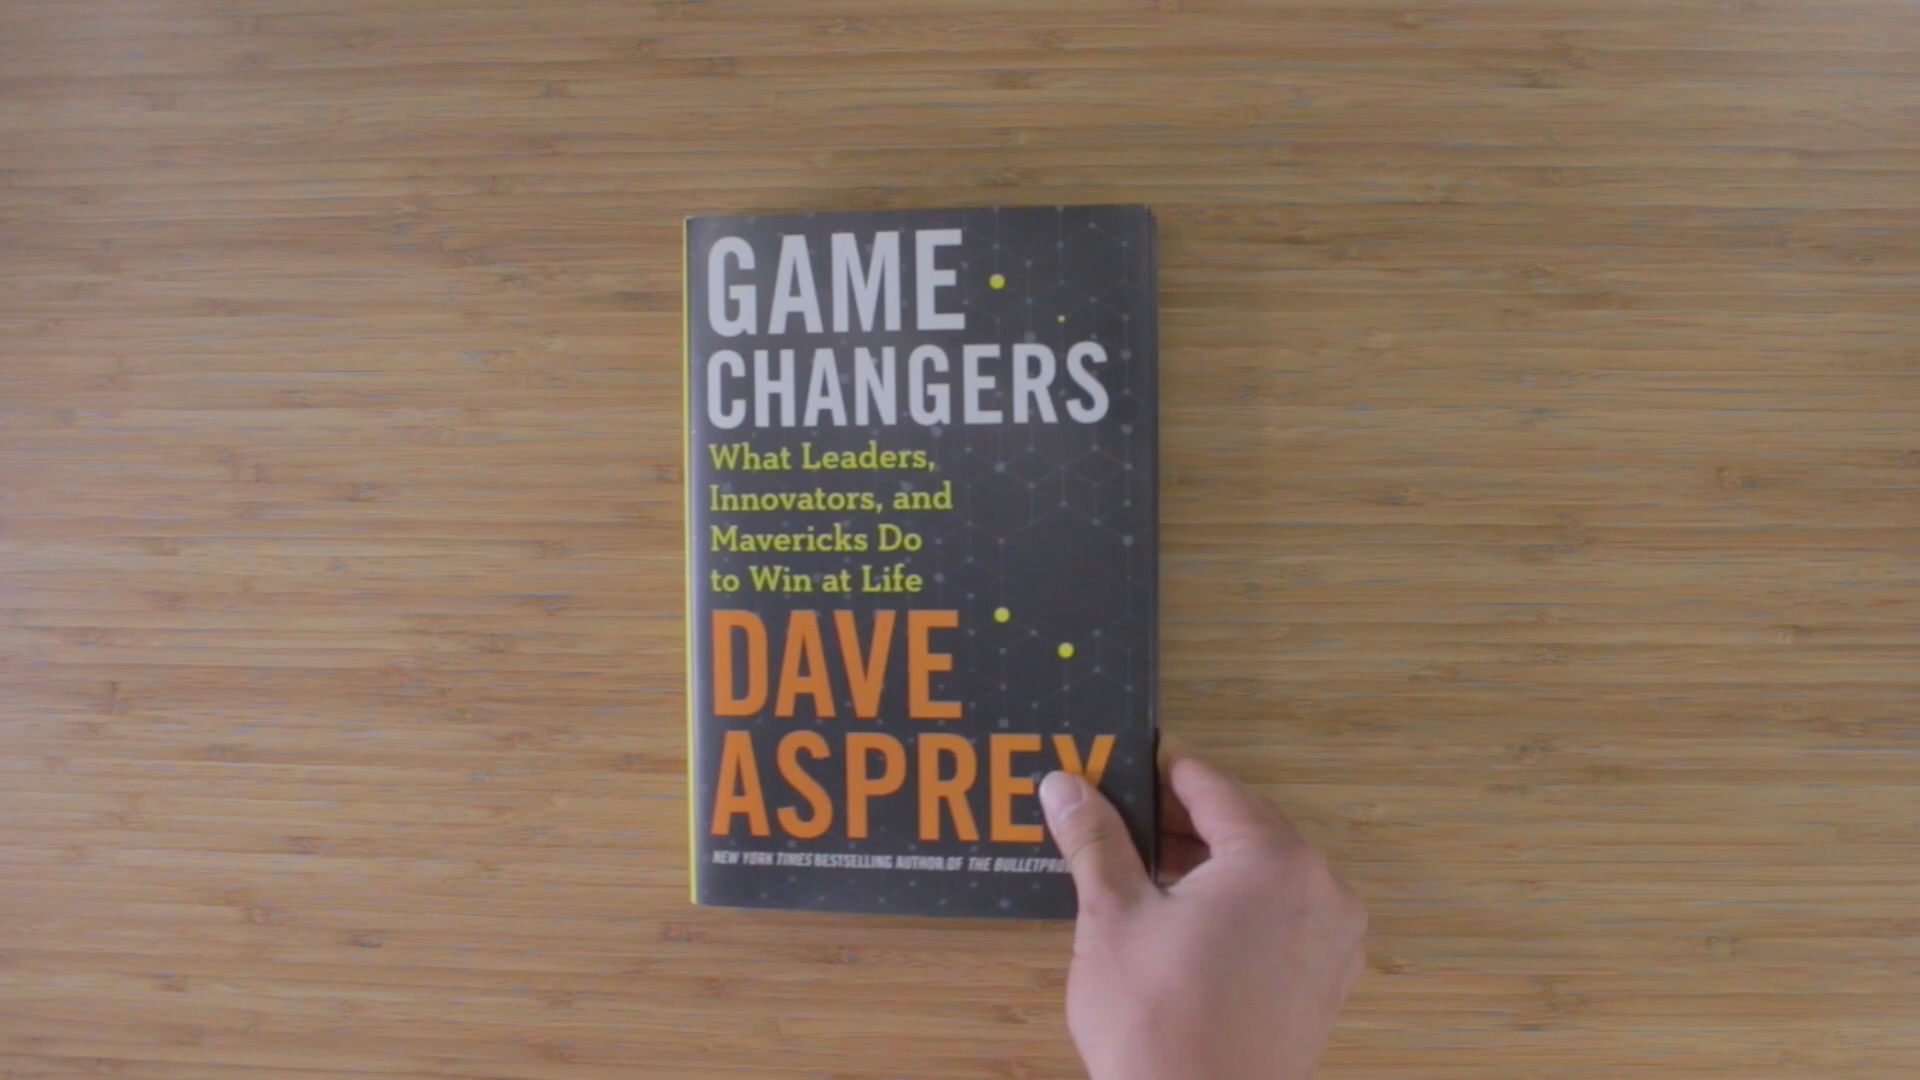 GAME
CHANGERS
What Leaders,
Innovators, and
Mavericks Do
to Win at Life
DAVE
ASPREY
NEW YORK TIMES BESTSELLING AUTHOR OF THE